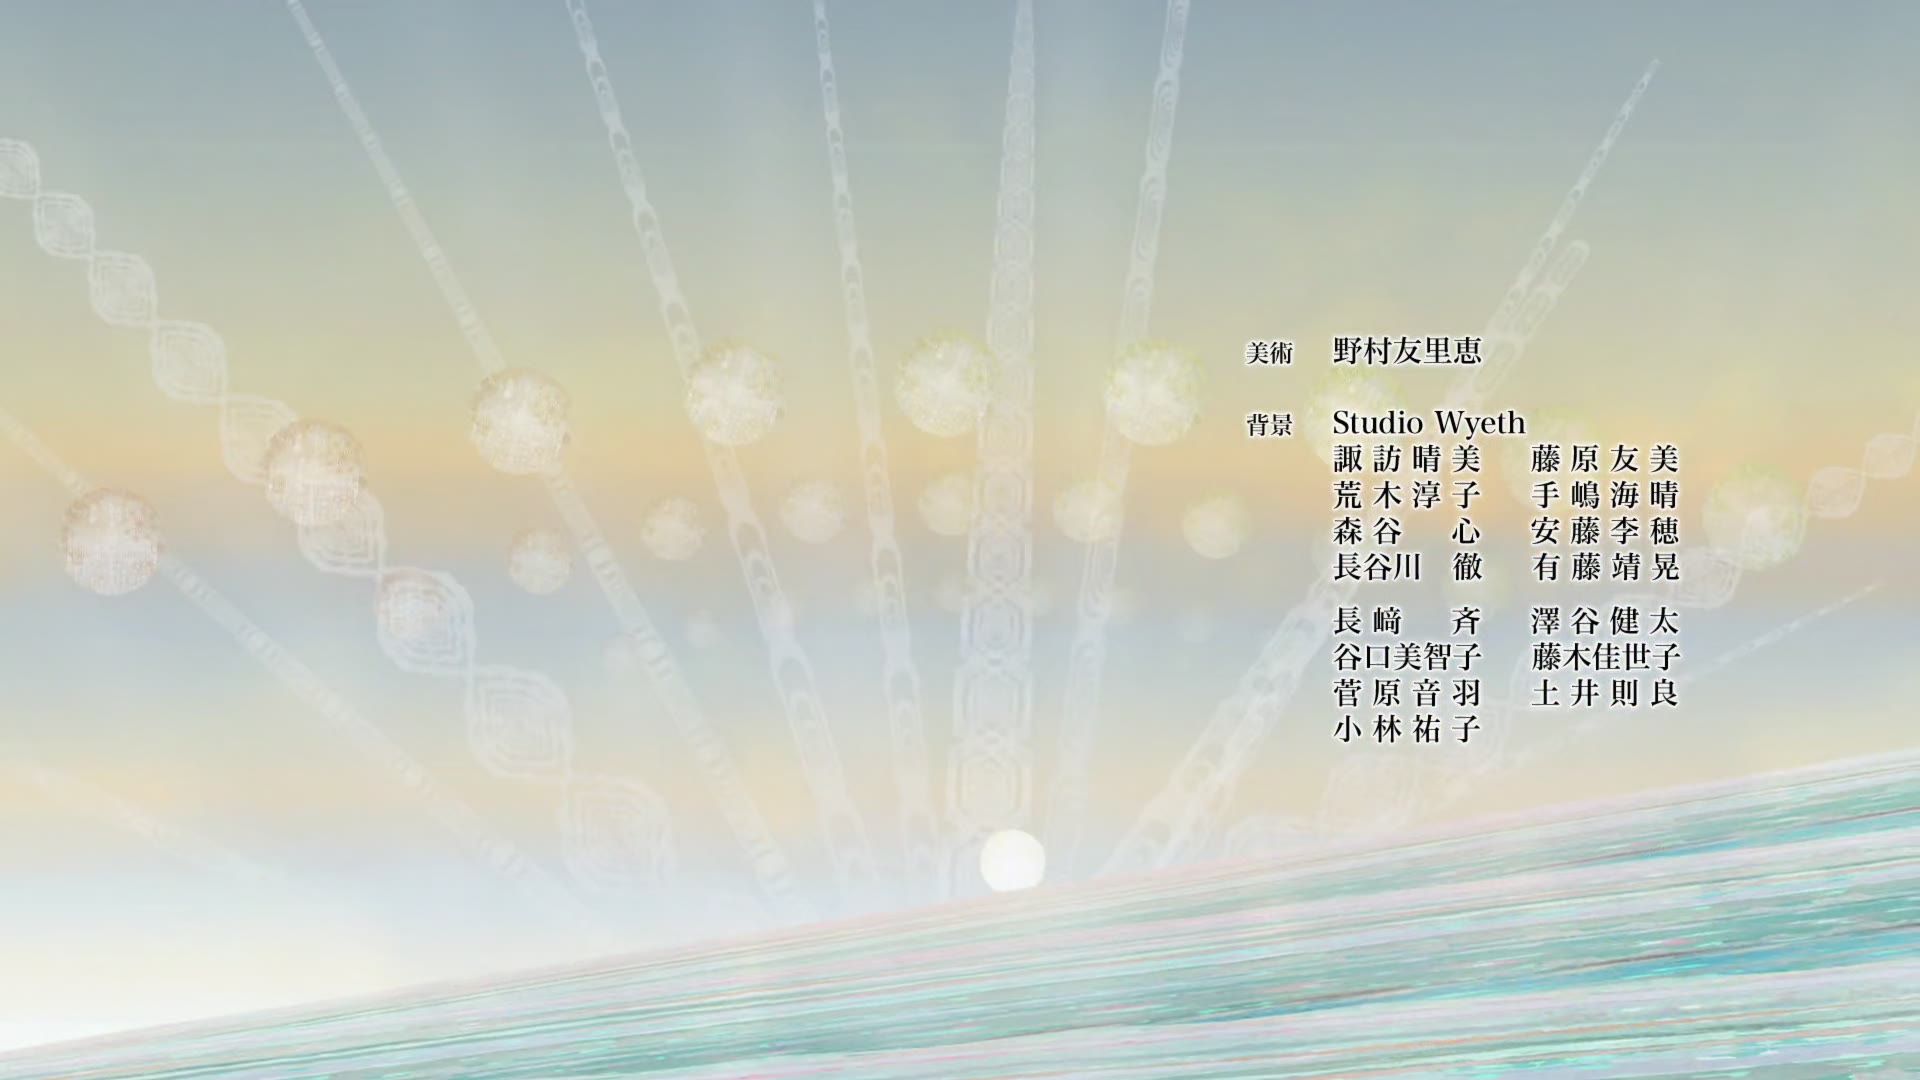 美術 野村友里恵
背景 Studio Wyeth
諏訪晴美 藤原友美
荒木淳子 手嶋海晴
森谷 心 安藤李穂
長谷川 徹 有藤靖晃
長﨑 斉 澤谷健太
谷口美智子 藤木佳世子
菅原音羽 土井則良
小林祐子